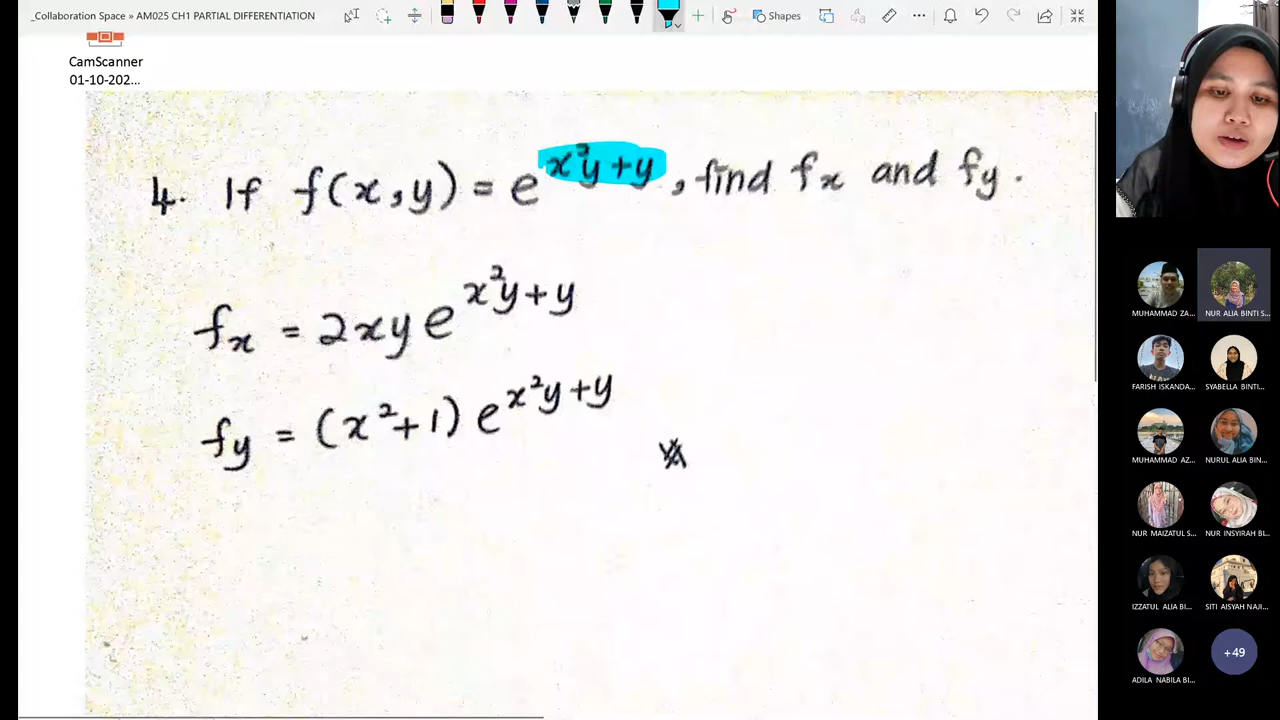 _Collaboration Space » AM025 CH1 PARTIAL DIFFERENTIATION
Shapes
CamScanner
01-10-202...
4. If f(x,y) = e^{x²y+y}, find fx and fy.
fx = 2xy e^{x²y+y}
fy = (x²+1) e^{x²y+y}
MUHAMMAD ZA...
NUR ALIA BINTI S...
FARISH ISKANDA...
SYABELLA BINTI...
MUHAMMAD AZ...
NURUL ALIA BIN...
NUR MAIZATUL S...
NUR INSYIRAH BI...
IZZATUL ALIA BI...
SITI AISYAH NAJI...
ADILA NABILA BI...
+49